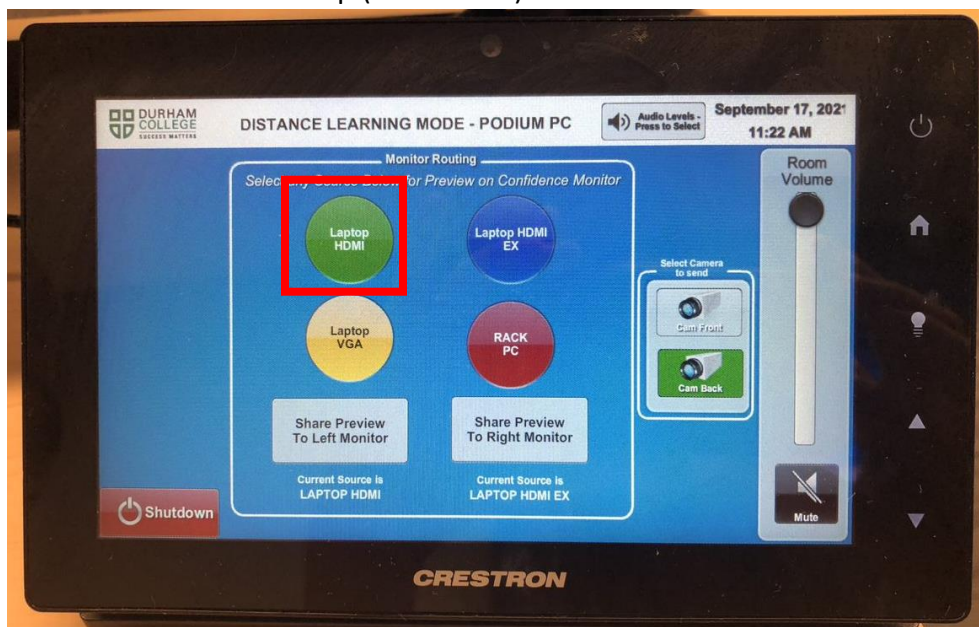 DURHAM
COLLEGE
SUCCESS MATTERS
DISTANCE LEARNING MODE - PODIUM PC
Audio Levels -
Press to Select
September 17, 2021
11:22 AM
Monitor Routing
Select any Source Below for Preview on Confidence Monitor
Laptop
HDMI
Laptop HDMI
EX
Laptop
VGA
RACK
PC
Share Preview
To Left Monitor
Share Preview
To Right Monitor
Current Source is
LAPTOP HDMI
Current Source is
LAPTOP HDMI EX
Select Camera
to send
Cam Front
Cam Back
Room
Volume
Mute
Shutdown
CRESTRON